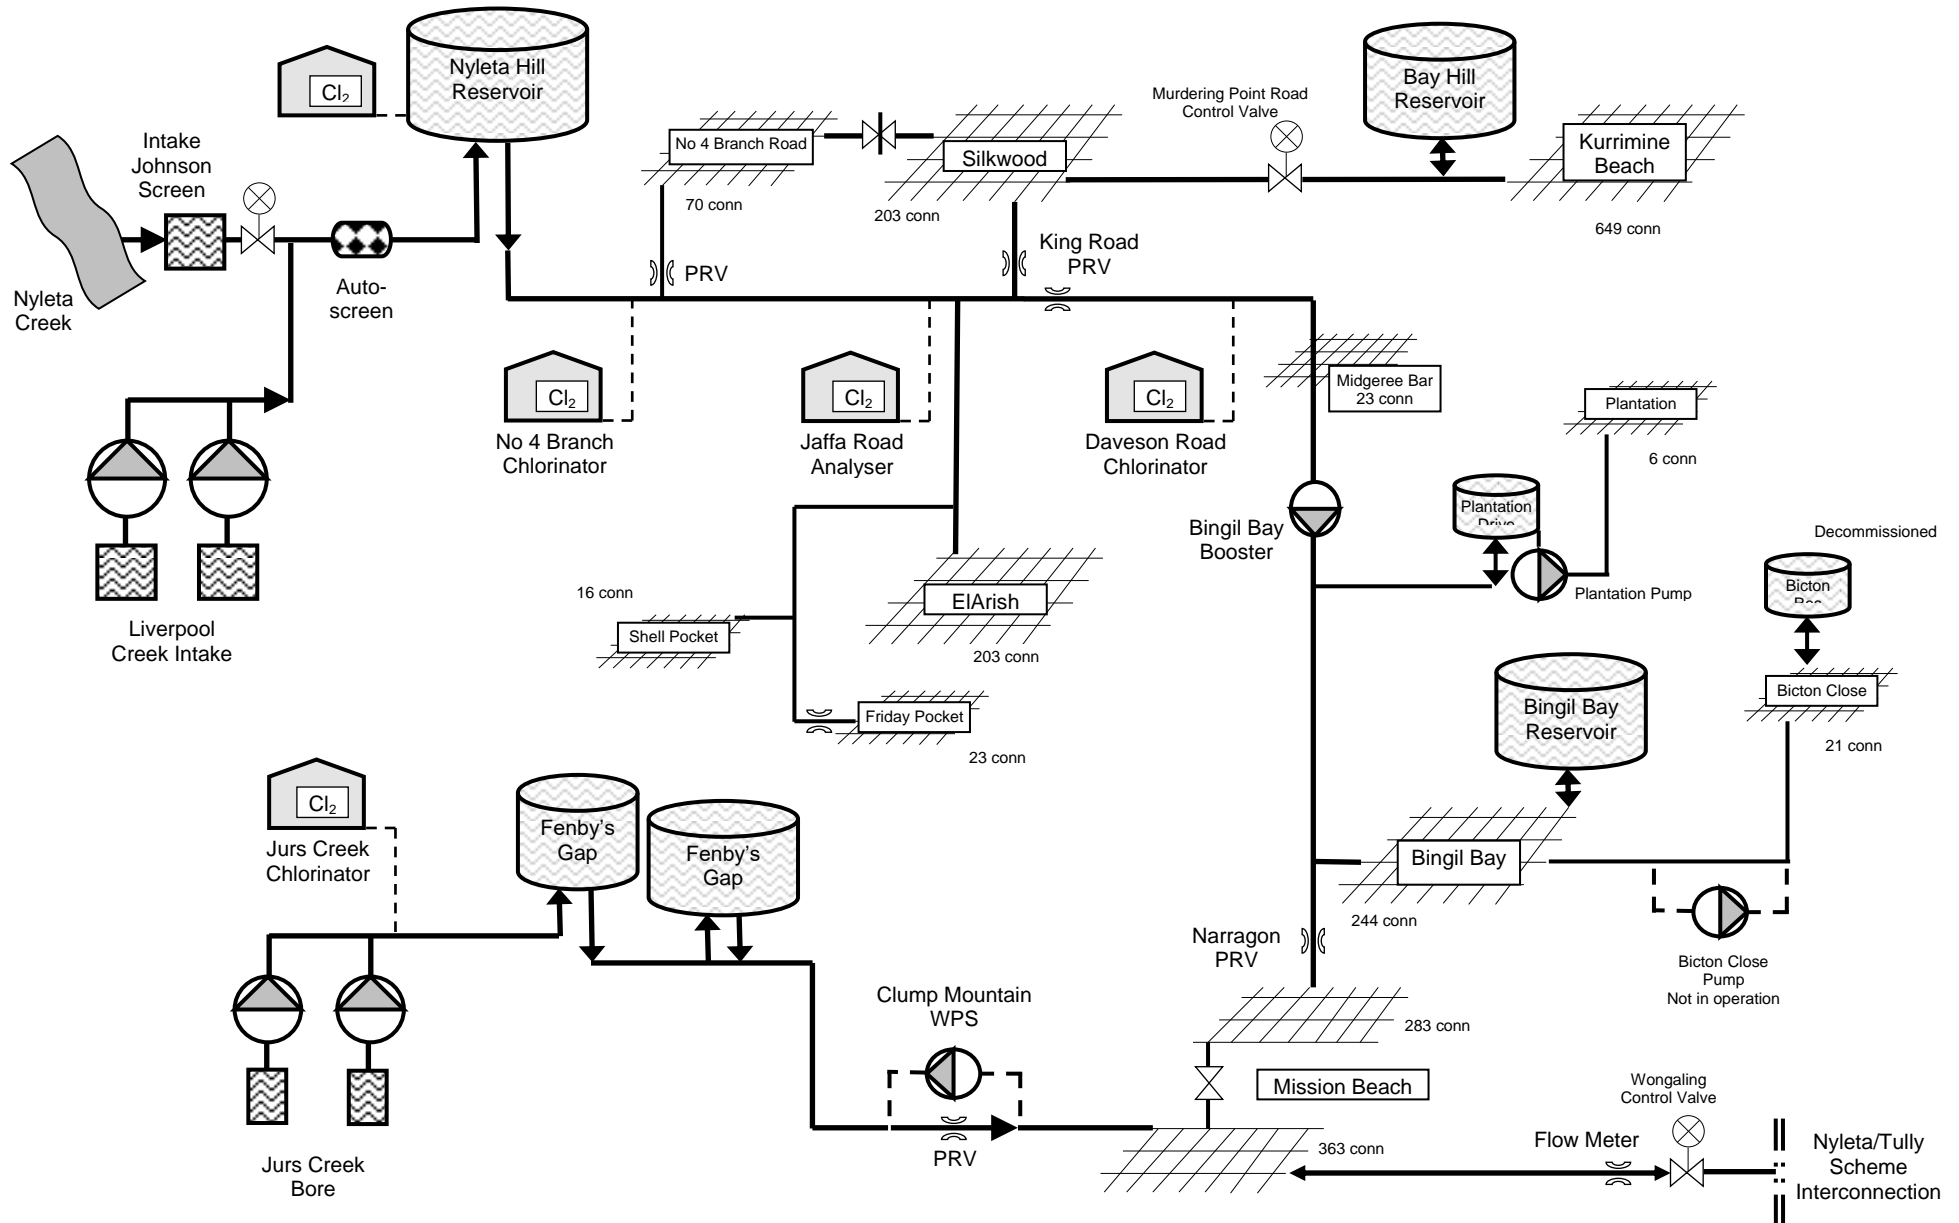 Nyleta Hill
Reservoir
Cl2
Intake
Johnson
Screen
Nyleta
Creek
Auto-
screen
Liverpool
Creek Intake
No 4 Branch Road
70 conn
PRV
Silkwood
203 conn
King Road
PRV
Murdering Point Road
Control Valve
Bay Hill
Reservoir
Kurrimine
Beach
649 conn
Cl2
No 4 Branch
Chlorinator
Cl2
Jaffa Road
Analyser
Cl2
Daveson Road
Chlorinator
Midgeree Bar
23 conn
Plantation
6 conn
Bingil Bay
Booster
Plantation
Plantation Pump
Decommissioned
Bicton
Bicton Close
21 conn
16 conn
Shell Pocket
ElArish
203 conn
Friday Pocket
23 conn
Bingil Bay
Reservoir
Bingil Bay
244 conn
Bicton Close
Pump
Not in operation
Cl2
Jurs Creek
Chlorinator
Fenby's
Gap
Fenby's
Gap
Jurs Creek
Bore
Clump Mountain
WPS
PRV
Narragon
PRV
283 conn
Mission Beach
363 conn
Flow Meter
Wongaling
Control Valve
Nyleta/Tully
Scheme
Interconnection